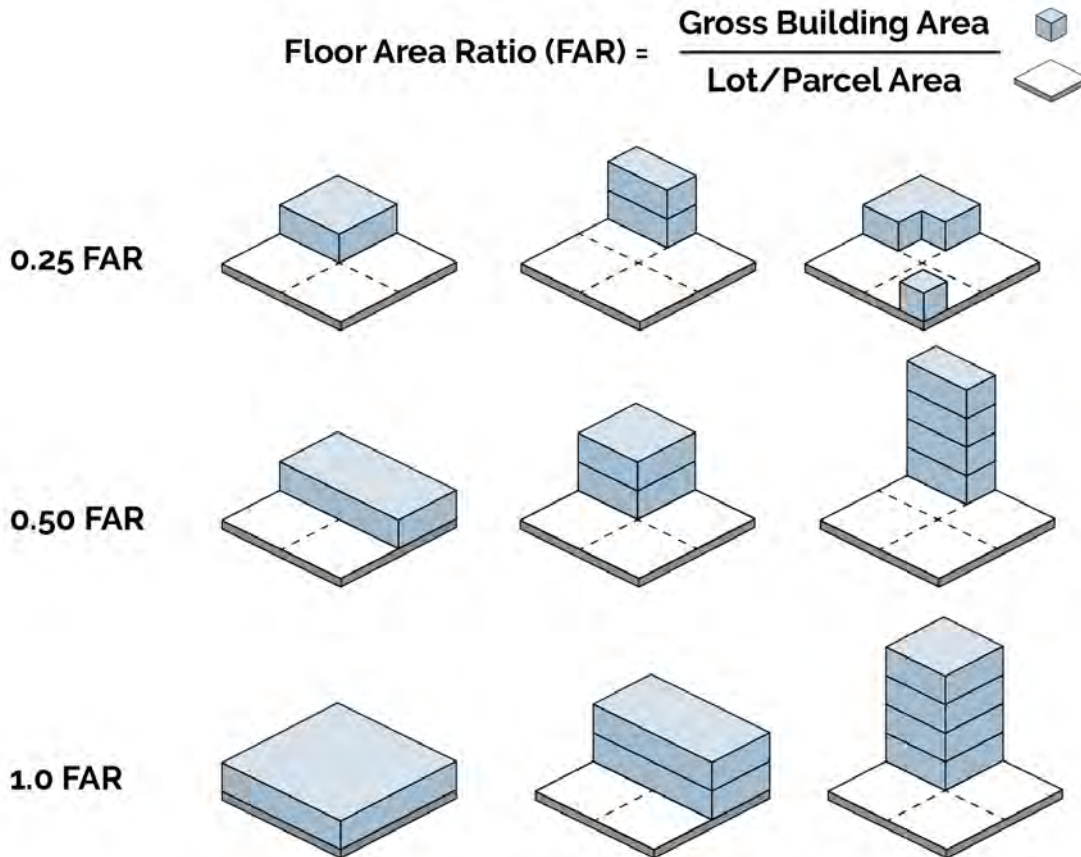 Gross Building Area
Floor Area Ratio (FAR) =
Lot/Parcel Area
0.25 FAR
0.50 FAR
1.0 FAR